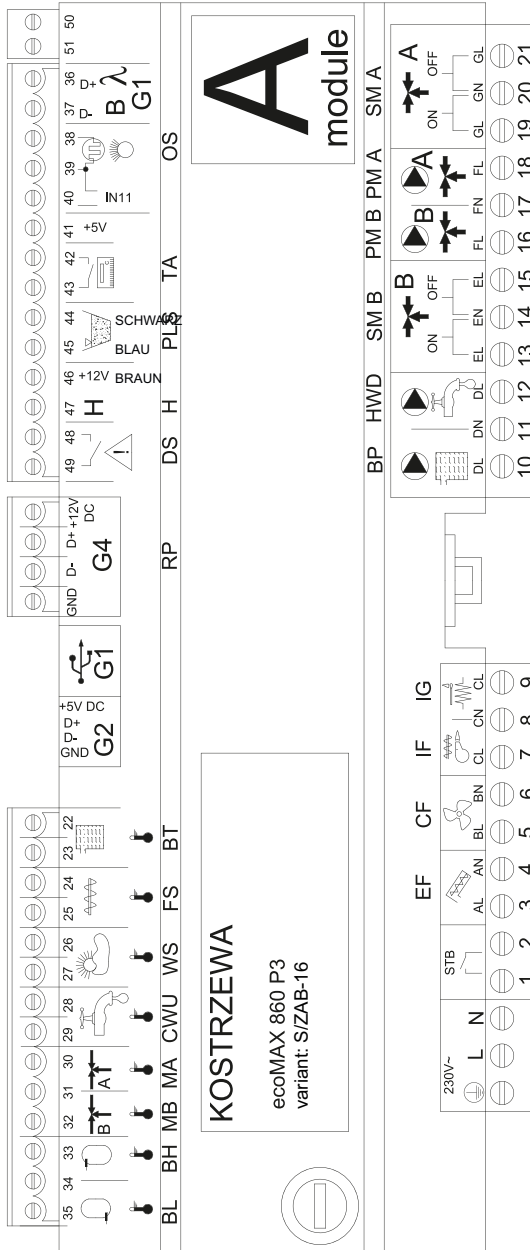 50
51
36
D+
37
D-
B λ
G1
38
39
40
IN11
OS
41
+5V
42
43
TA
44
SCHWARZ
45
BLAU
PLS
46
+12V
BRAUN
47
H
H
48
49
!
DS
+12V
DC
D+
D-
GND
G4
RP
G1
+5V DC
D+
D-
GND
G2
22
23
BT
24
25
FS
26
27
WS
28
29
CWU
30
A
MA
31
B
32
MB
33
BH
34
35
BL
A
module
KOSTRZEWA
ecoMAX 860 P3
variant: S/ZAB-16
SM A
A
ON
OFF
GL
GN
GL
21
20
19
PM A
A
FL
18
FN
17
PM B
B
FL
16
SM B
B
ON
OFF
EL
EN
EL
15
14
13
HWD
DL
12
DN
11
BP
DL
10
IG
CL
9
CN
8
IF
CL
7
CF
BN
6
BL
5
EF
AN
4
AL
3
STB
2
1
230V~
N
L